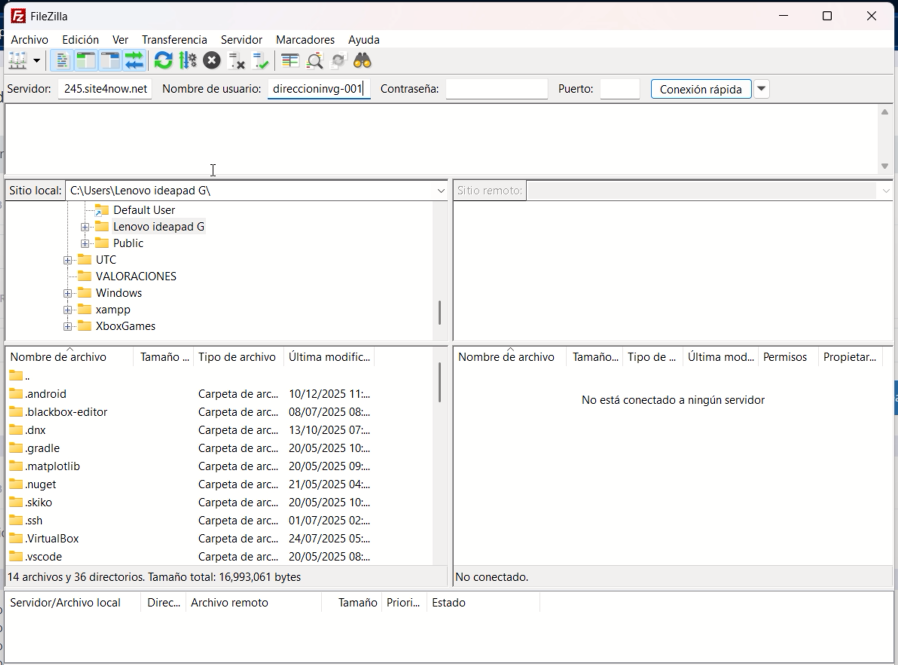 FileZilla
Archivo Edición Ver Transferencia Servidor Marcadores Ayuda
Servidor: 245.site4now.net Nombre de usuario: direccioninvg-001 Contraseña: Puerto: Conexión rápida
Sitio local: C:\Users\Lenovo ideapad G\
Default User
Lenovo ideapad G
Public
UTC
VALORACIONES
Windows
xampp
XboxGames
Nombre de archivo Tamaño ... Tipo de archivo Última modific...
..
.android Carpeta de arc... 10/12/2025 11:...
.blackbox-editor Carpeta de arc... 08/07/2025 08:...
.dnx Carpeta de arc... 13/10/2025 07:...
.gradle Carpeta de arc... 20/05/2025 10:...
.matplotlib Carpeta de arc... 20/05/2025 09:...
.nuget Carpeta de arc... 21/05/2025 04:...
.skiko Carpeta de arc... 20/05/2025 10:...
.ssh Carpeta de arc... 01/07/2025 02:...
.VirtualBox Carpeta de arc... 24/07/2025 05:...
.vscode Carpeta de arc... 20/05/2025 08:...
14 archivos y 36 directorios. Tamaño total: 16,993,061 bytes
Sitio remoto:
Nombre de archivo Tamaño... Tipo de ... Última mod... Permisos Propietar...
No está conectado a ningún servidor
No conectado.
Servidor/Archivo local Direc... Archivo remoto Tamaño Priori... Estado